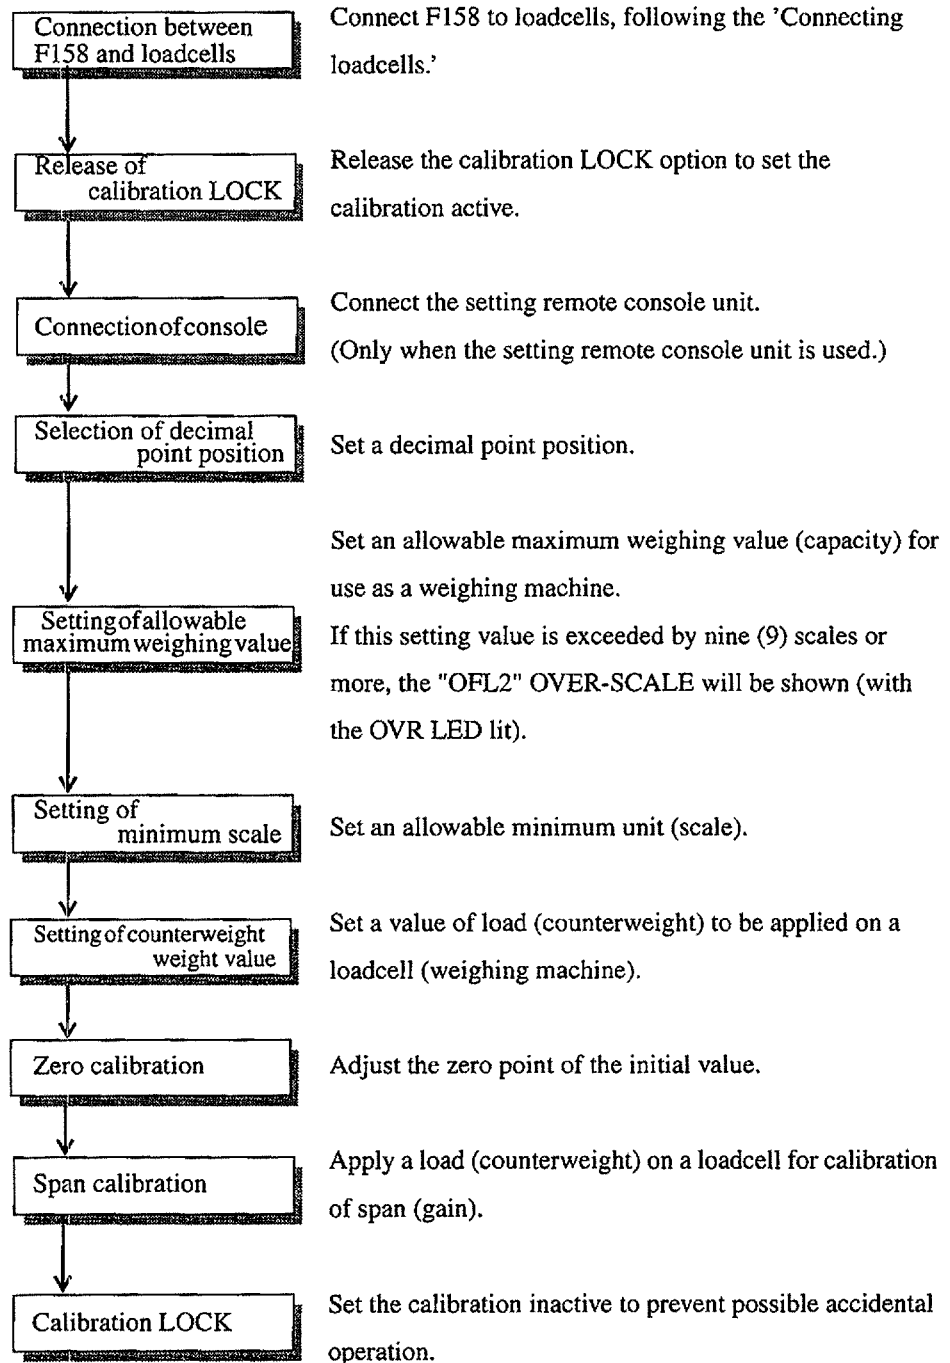 Connection between
F158 and loadcells
Connect F158 to loadcells, following the 'Connecting
loadcells.'
Release of
calibration LOCK
Release the calibration LOCK option to set the
calibration active.
Connection of console
Connect the setting remote console unit.
(Only when the setting remote console unit is used.)
Selection of decimal
point position
Set a decimal point position.
Setting of allowable
maximum weighing value
Set an allowable maximum weighing value (capacity) for
use as a weighing machine.
If this setting value is exceeded by nine (9) scales or
more, the "OFL2" OVER-SCALE will be shown (with
the OVR LED lit).
Setting of
minimum scale
Set an allowable minimum unit (scale).
Setting of counterweight
weight value
Set a value of load (counterweight) to be applied on a
loadcell (weighing machine).
Zero calibration
Adjust the zero point of the initial value.
Span calibration
Apply a load (counterweight) on a loadcell for calibration
of span (gain).
Calibration LOCK
Set the calibration inactive to prevent possible accidental
operation.